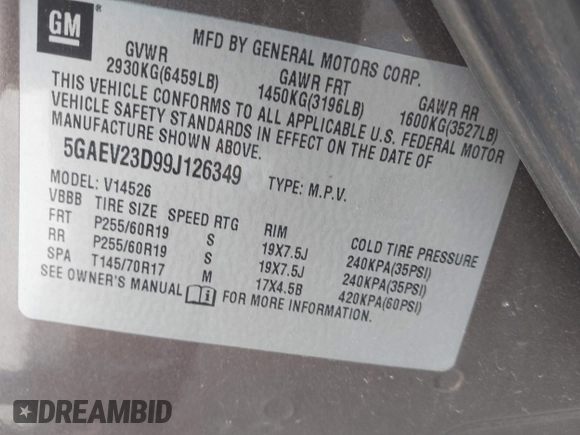 GM ®
MFD BY GENERAL MOTORS CORP.
GVWR GAWR FRT GAWR RR
2930KG(6459LB) 1450KG(3196LB) 1600KG(3527LB)
THIS VEHICLE CONFORMS TO ALL APPLICABLE U.S. FEDERAL MOTOR
VEHICLE SAFETY STANDARDS IN EFFECT ON THE DATE OF
MANUFACTURE SHOWN ABOVE.
5GAEV23D99J126349 TYPE: M.P.V.
MODEL: V14526
VBBB TIRE SIZE SPEED RTG RIM COLD TIRE PRESSURE
FRT P255/60R19 S 19X7.5J 240KPA(35PSI)
RR P255/60R19 S 19X7.5J 240KPA(35PSI)
SPA T145/70R17 M 17X4.5B 420KPA(60PSI)
SEE OWNER'S MANUAL FOR MORE INFORMATION.
DREAMBID